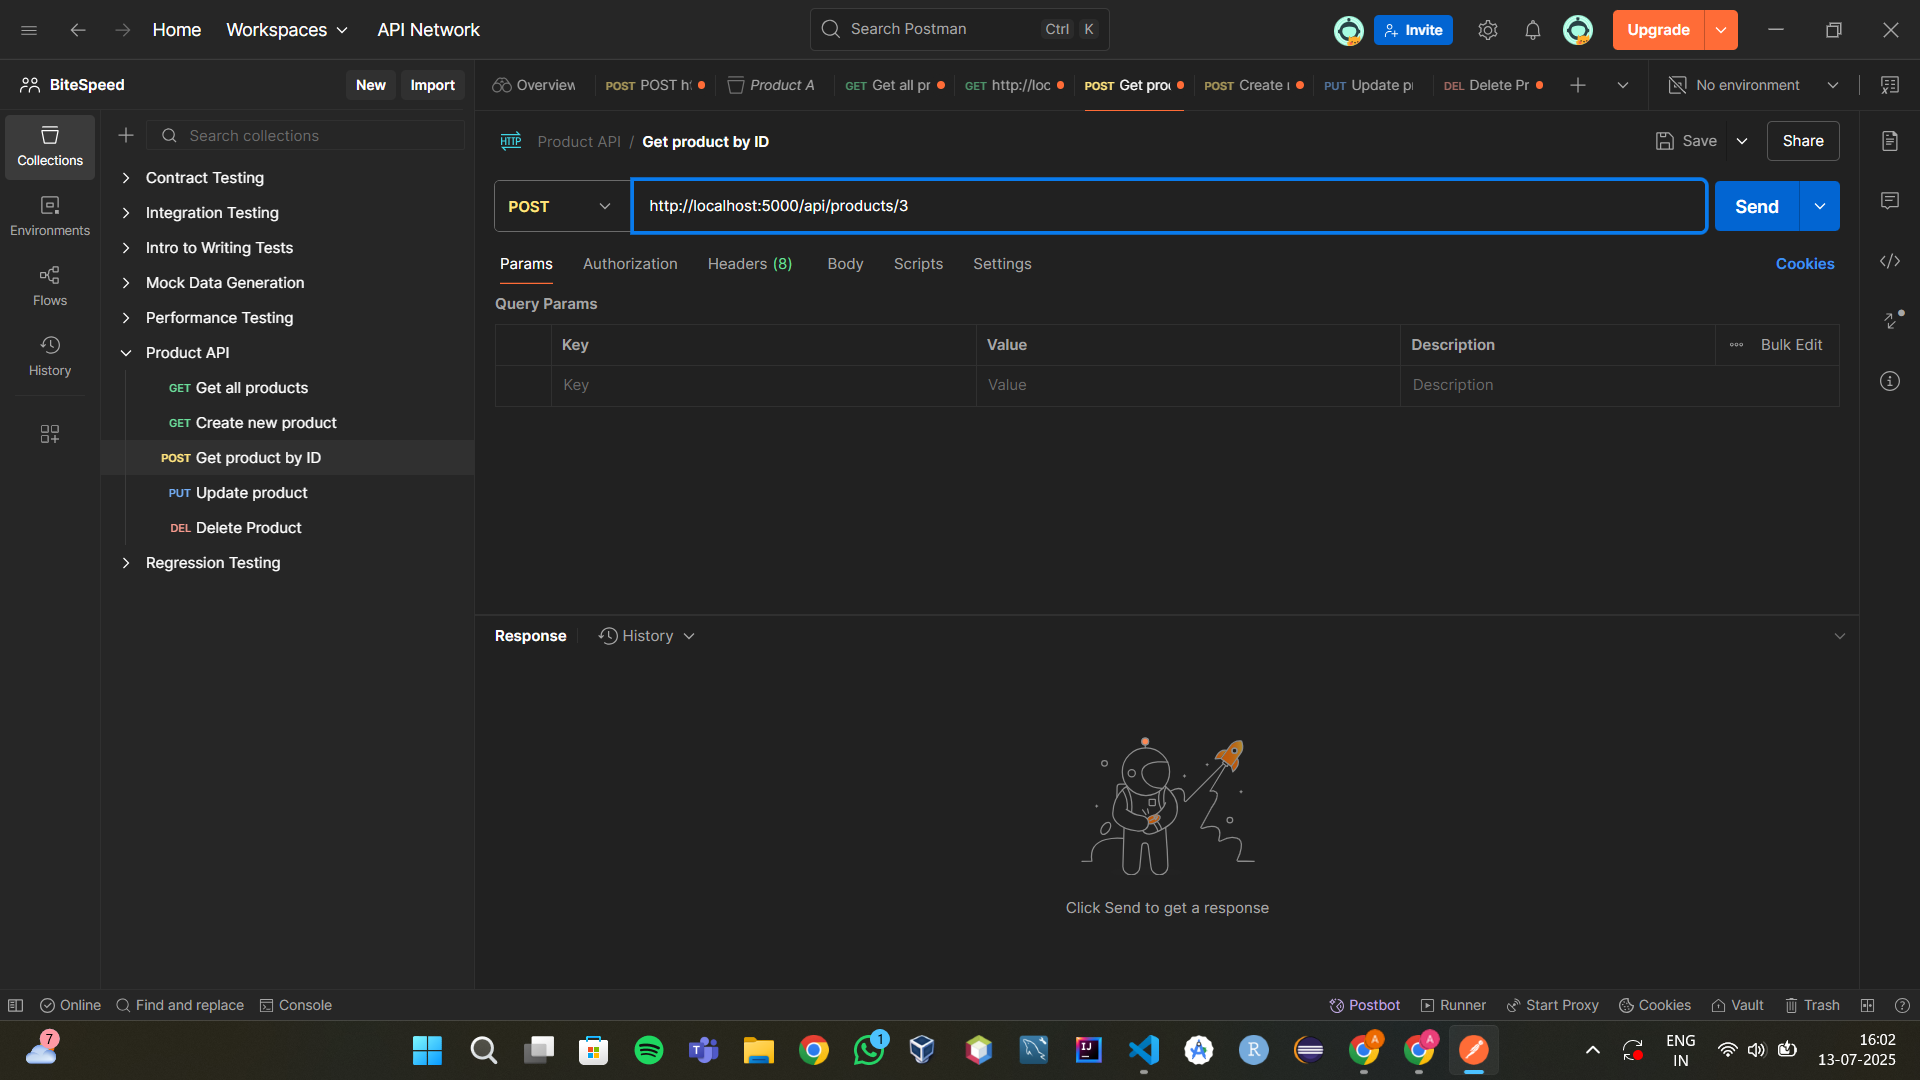 Home Workspaces API Network Search Postman Ctrl K Invite Upgrade
BiteSpeed New Import Overview POST POST h Product A GET Get all pr GET http://loc POST Get pro POST Create PUT Update p DEL Delete Pr No environment
Collections
Environments
Flows
History
Search collections
Contract Testing
Integration Testing
Intro to Writing Tests
Mock Data Generation
Performance Testing
Product API
GET Get all products
GET Create new product
POST Get product by ID
PUT Update product
DEL Delete Product
Regression Testing
HTTP Product API / Get product by ID Save Share
POST http://localhost:5000/api/products/3 Send
Params Authorization Headers (8) Body Scripts Settings Cookies
Query Params
Key Value Description Bulk Edit
Key Value Description
Response History
Click Send to get a response
Online Find and replace Console Postbot Runner Start Proxy Cookies Vault Trash
7 1 A A ENG 16:02
IN 13-07-2025